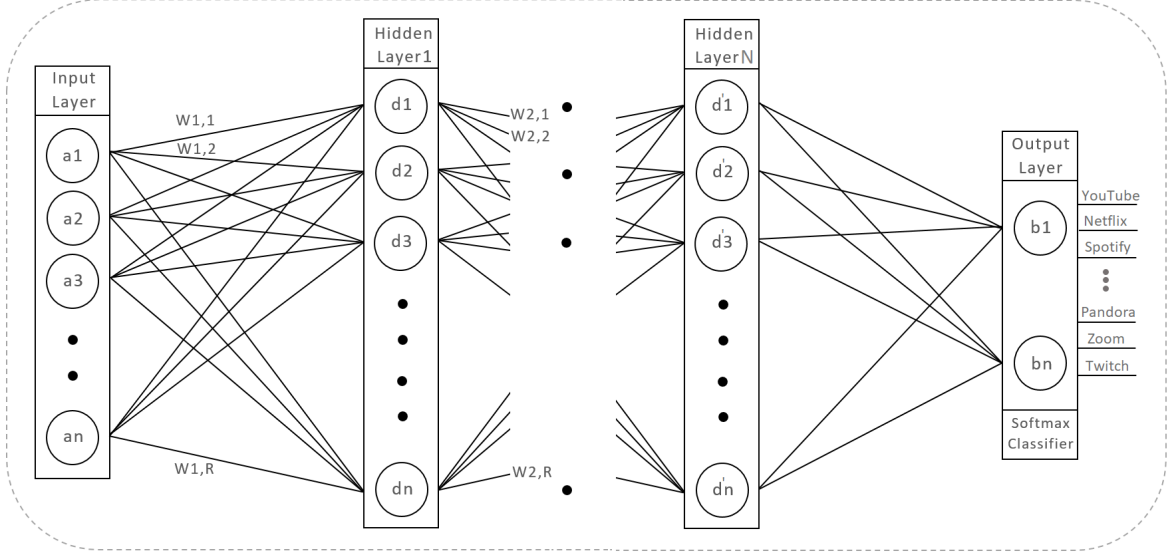 Input
Layer
a1
a2
a3
an
W1,1
W1,2
W1,R
Hidden
Layer1
d1
d2
d3
dn
W2,1
W2,2
W2,R
Hidden
LayerN
d'1
d'2
d'3
d'n
Output
Layer
b1
bn
Softmax
Classifier
YouTube
Netflix
Spotify
Pandora
Zoom
Twitch